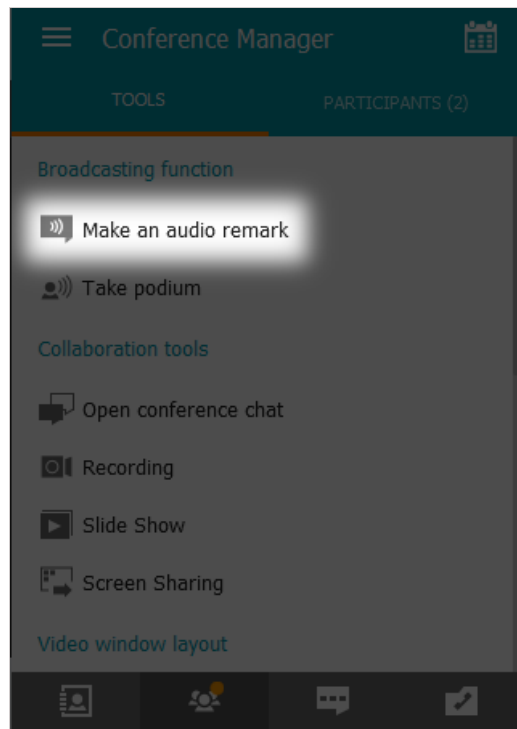 Conference Manager
TOOLS
PARTICIPANTS (2)
Broadcasting function
Make an audio remark
Take podium
Collaboration tools
Open conference chat
Recording
Slide Show
Screen Sharing
Video window layout